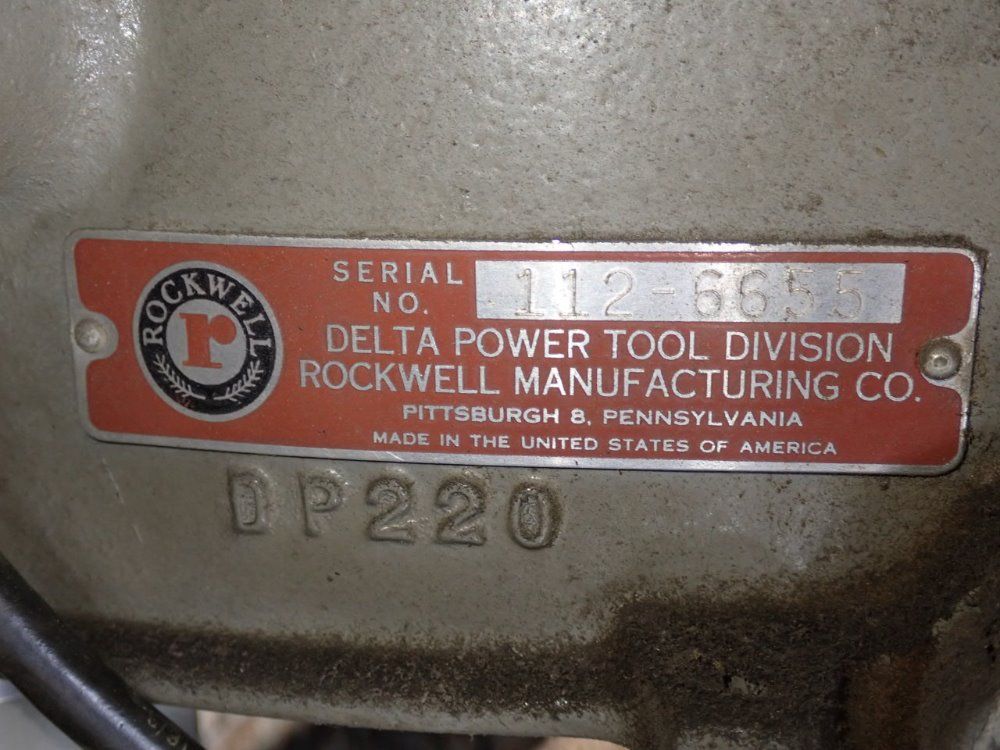 ROCKWELL
r
SERIAL
NO. 112-6655
DELTA POWER TOOL DIVISION
ROCKWELL MANUFACTURING CO.
PITTSBURGH 8, PENNSYLVANIA
MADE IN THE UNITED STATES OF AMERICA
DP220